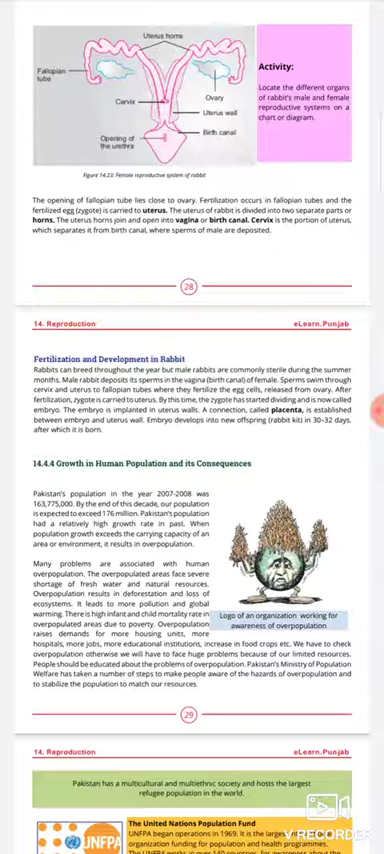 Uterus horns
Fallopian
tube
Cervix
Ovary
Uterus wall
Birth canal
Opening of
the urethra
Activity:
Locate the different organs
of rabbit's male and female
reproductive systems on a
chart or diagram.
Figure 14.23: Female reproductive system of rabbit
The opening of fallopian tube lies close to ovary. Fertilization occurs in fallopian tubes and the
fertilized egg (zygote) is carried to uterus. The uterus of rabbit is divided into two separate parts or
horns. The uterus horns join and open into vagina or birth canal. Cervix is the portion of uterus,
which separates it from birth canal, where sperms of male are deposited.
28
14. Reproduction eLearn.Punjab
Fertilization and Development in Rabbit
Rabbits can breed throughout the year but male rabbits are commonly sterile during the summer
months. Male rabbit deposits its sperms in the vagina (birth canal) of female. Sperms swim through
cervix and uterus to fallopian tubes where they fertilize the egg cells, released from ovary. After
fertilization, zygote is carried to uterus. By this time, the zygote has started dividing and is now called
embryo. The embryo is implanted in uterus walls. A connection, called placenta, is established
between embryo and uterus wall. Embryo develops into new offspring (rabbit kit) in 30-32 days,
after which it is born.
14.4.4 Growth in Human Population and its Consequences
Pakistan's population in the year 2007-2008 was
163,775,000. By the end of this decade, our population
is expected to exceed 176 million. Pakistan's population
had a relatively high growth rate in past. When
population growth exceeds the carrying capacity of an
area or environment, it results in overpopulation.
Many problems are associated with human
overpopulation. The overpopulated areas face severe
shortage of fresh water and natural resources.
Overpopulation results in deforestation and loss of
ecosystems. It leads to more pollution and global
warming. There is high infant and child mortality rate in
overpopulated areas due to poverty. Overpopulation
raises demands for more housing units, more
hospitals, more jobs, more educational institutions, increase in food crops etc. We have to check
overpopulation otherwise we will have to face huge problems because of our limited resources.
People should be educated about the problems of overpopulation. Pakistan's Ministry of Population
Welfare has taken a number of steps to make people aware of the hazards of overpopulation and
to stabilize the population to match our resources.
Logo of an organization working for
awareness of overpopulation
29
14. Reproduction eLearn.Punjab
Pakistan has a multicultural and multiethnic society and hosts the largest
refugee population in the world.
UNFPA
The United Nations Population Fund
UNFPA began operations in 1969. It is the largest
organization funding for population and health programmes.
The UNFPA works in over 140 countries, for awareness about the
V RECORDER